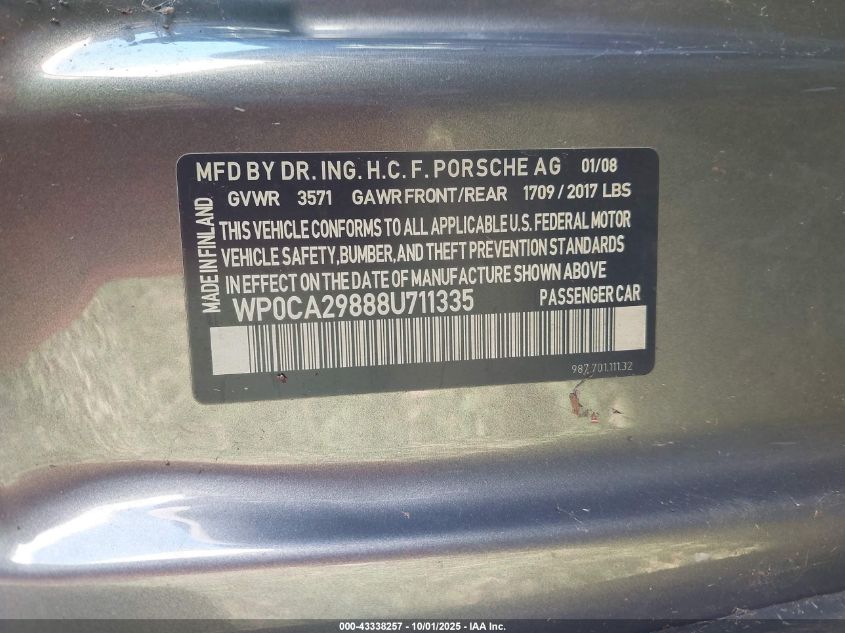 MFD BY DR. ING. H.C. F. PORSCHE AG 01/08
GVWR 3571 GAWR FRONT/REAR 1709 / 2017 LBS
THIS VEHICLE CONFORMS TO ALL APPLICABLE U.S. FEDERAL MOTOR
VEHICLE SAFETY, BUMBER, AND THEFT PREVENTION STANDARDS
IN EFFECT ON THE DATE OF MANUFACTURE SHOWN ABOVE
WP0CA29888U711335 PASSENGER CAR
MADE IN FINLAND
987.701.111.32
000-43338257 - 10/01/2025 - IAA Inc.